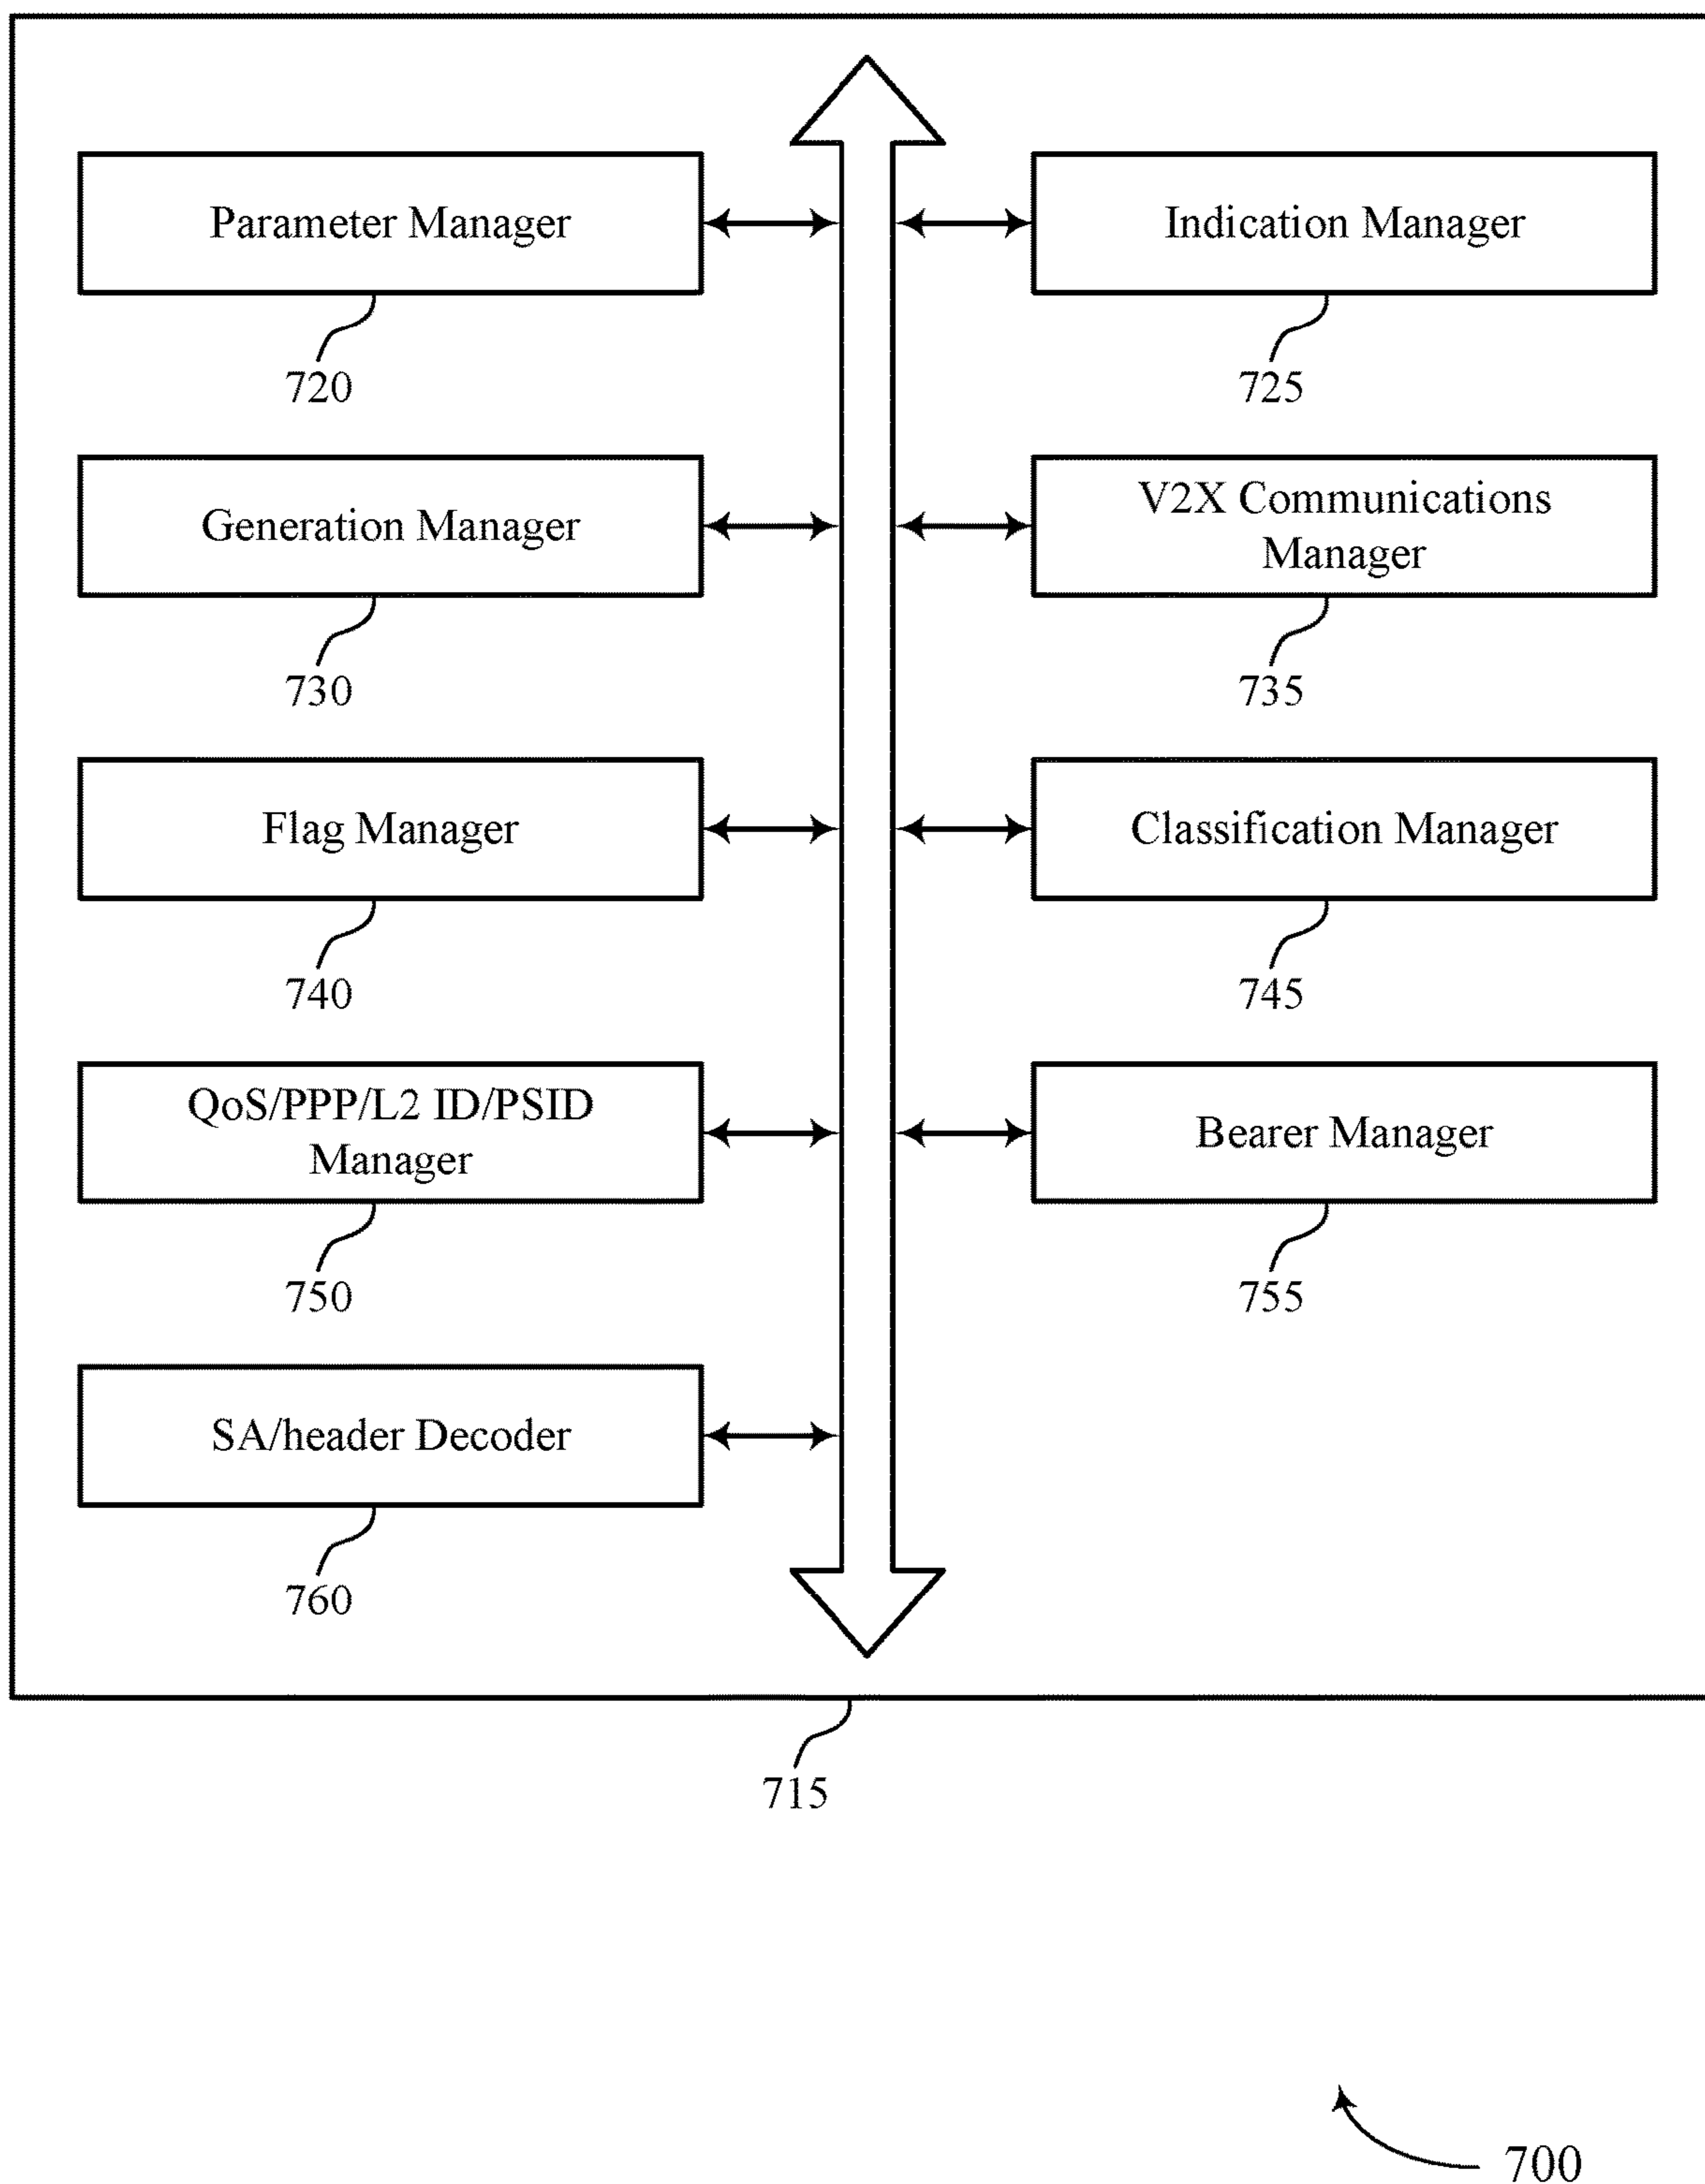 Parameter Manager
Indication Manager
720
725
Generation Manager
V2X Communications
Manager
730
735
Flag Manager
Classification Manager
740
745
QoS/PPP/L2 ID/PSID
Manager
Bearer Manager
750
755
SA/header Decoder
760
715
700